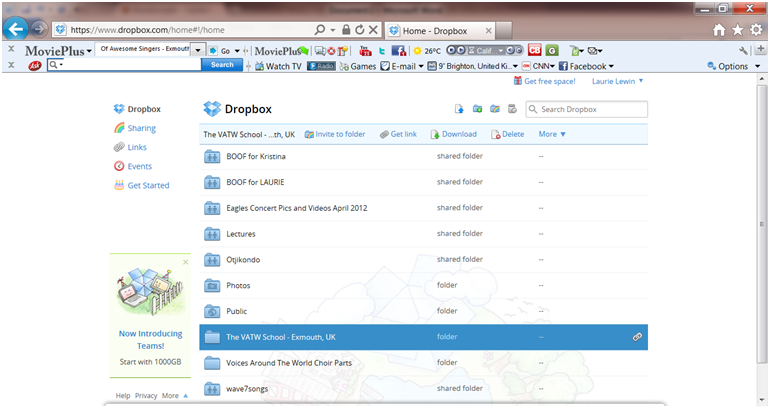 https://www.dropbox.com/home#!/home
Home - Dropbox
MoviePlus
Of Awesome Singers - Exmouth
Go
MoviePlus
26°C
Calif
CB
G
Ask
Search
Watch TV
Radio
Games
E-mail
9° Brighton, United Ki...
CNN
Facebook
Options
Get free space!
Laurie Lewin
Dropbox
Sharing
Links
Events
Get Started
Dropbox
Search Dropbox
The VATW School - ...th, UK
Invite to folder
Get link
Download
Delete
More
BOOF for Kristina shared folder --
BOOF for LAURIE shared folder --
Eagles Concert Pics and Videos April 2012 shared folder --
Lectures shared folder --
Otjikondo shared folder --
Photos folder --
Public folder --
The VATW School - Exmouth, UK folder --
Voices Around The World Choir Parts folder --
wave7songs shared folder --
Now Introducing
Teams!
Start with 1000GB
Help Privacy More